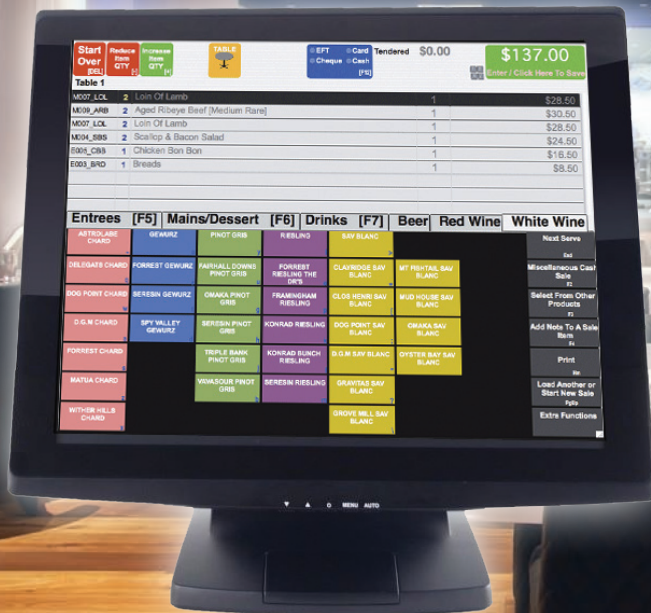 Start Over [DEL] Reduce Item QTY [-] Increase Item QTY [+] TABLE EFT Card Cheque Cash [F8] Tendered $0.00 $137.00 Enter / Click Here To Save
Table 1
M007_LOL 2 Loin Of Lamb 1 $28.50
M009_ARB 2 Aged Ribeye Beef [Medium Rare] 1 $30.50
M007_LOL 2 Loin Of Lamb 1 $28.50
M004_SBS 2 Scallop & Bacon Salad 1 $24.50
E005_CBB 1 Chicken Bon Bon 1 $16.50
E003_BRD 1 Breads 1 $8.50
Entrees [F5] Mains/Dessert [F6] Drinks [F7] Beer Red Wine White Wine
ASTROLABE CHARD GEWURZ PINOT GRIS RIESLING SAV BLANC Next Serve End
DELEGATS CHARD FORREST GEWURZ FAIRHALL DOWNS PINOT GRIS FORREST RIESLING THE DR'S CLAYRIDGE SAV BLANC MT FISHTAIL SAV BLANC Miscellaneous Cash Sale F2
DOG POINT CHARD SERESIN GEWURZ OMAKA PINOT GRIS FRAMINGHAM RIESLING CLOS HENRI SAV BLANC MUD HOUSE SAV BLANC Select From Other Products F3
D.G.M CHARD SPY VALLEY GEWURZ SERESIN PINOT GRIS KONRAD RIESLING DOG POINT SAV BLANC OMAKA SAV BLANC Add Note To A Sale Item F4
FORREST CHARD TRIPLE BANK PINOT GRIS KONRAD BUNCH RIESLING D.G.M SAV BLANC OYSTER BAY SAV BLANC Print
MATUA CHARD VAVASOUR PINOT GRIS SERESIN RIESLING GRAVITAS SAV BLANC Load Another or Start New Sale PgUp
WITHER HILLS CHARD GROVE MILL SAV BLANC Extra Functions
MENU AUTO